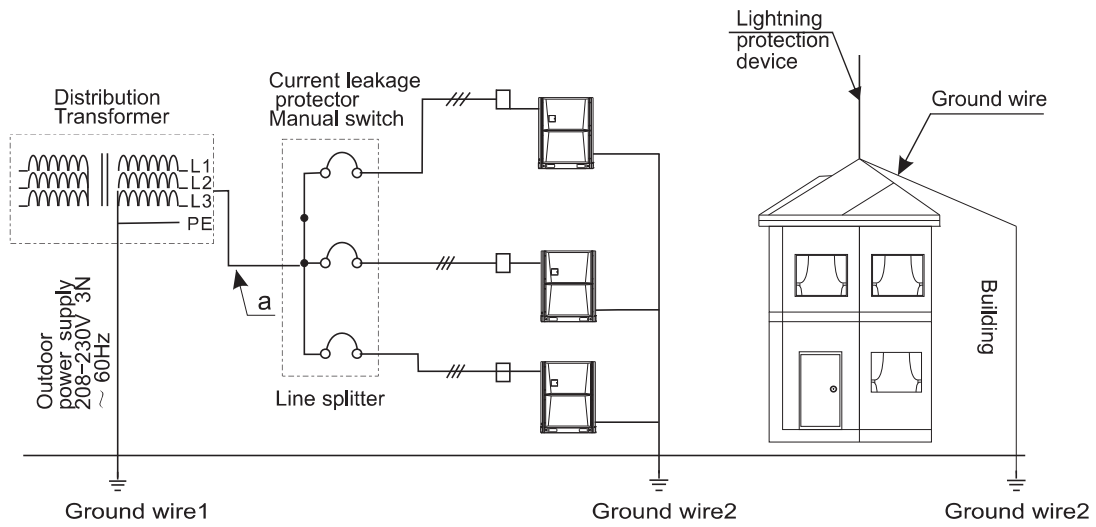 Lightning
protection
device
Current leakage
protector
Manual switch
Distribution
Transformer
Ground wire
L1
L2
L3
PE
a
Outdoor
power supply
208-230V 3N
~ 60Hz
Building
Line splitter
Ground wire1
Ground wire2
Ground wire2